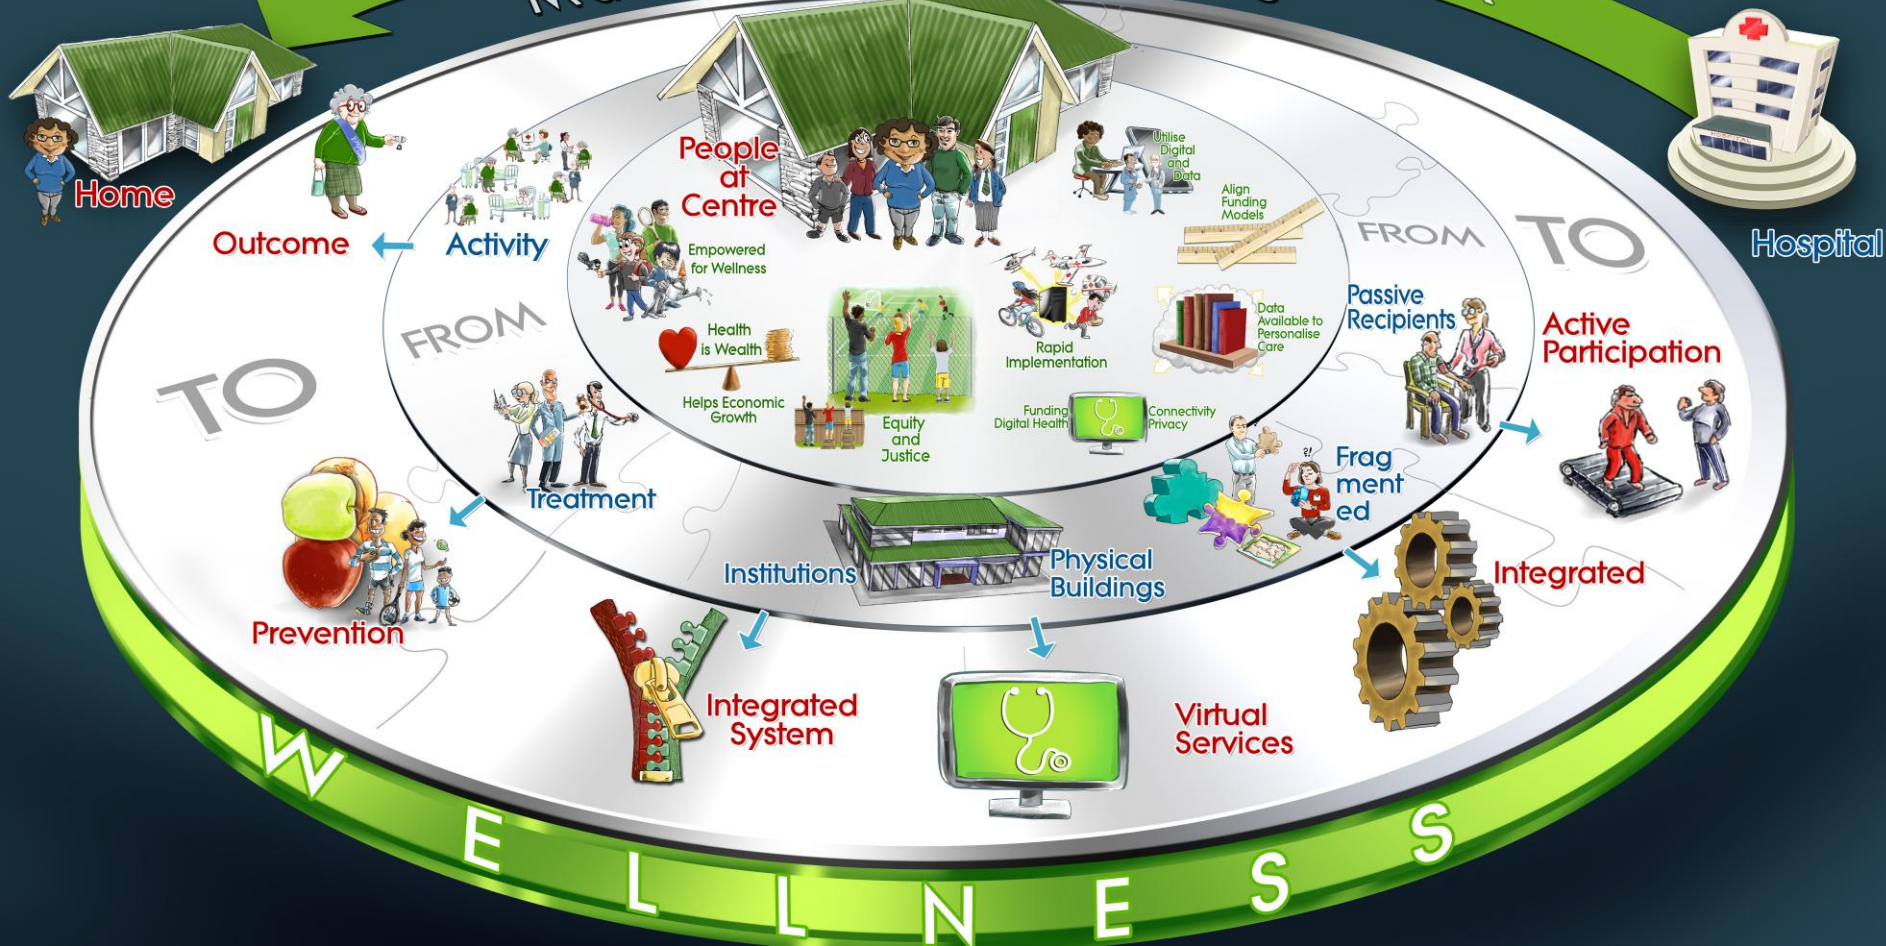 Home
Hospital
HOSPITAL
People
at
Centre
Utilise
Digital
and
Data
Align
Funding
Models
Empowered
for Wellness
Health
is Wealth
Helps Economic
Growth
Equity
and
Justice
Rapid
Implementation
Data
Available to
Personalise
Care
Funding
Digital Health
Connectivity
Privacy
Outcome
Activity
FROM
TO
Treatment
Prevention
Institutions
Physical
Buildings
Integrated
System
Virtual
Services
FROM
TO
Passive
Recipients
Active
Participation
?!
Frag
ment
ed
Integrated
WELLNESS